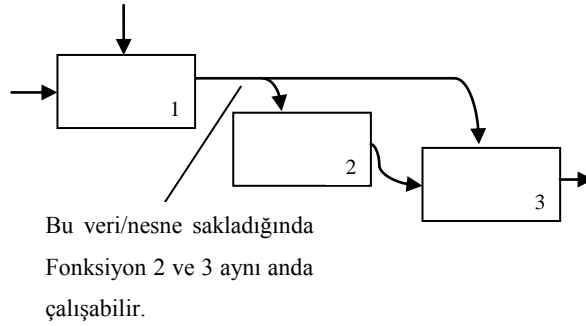 1
2
3
Bu veri/nesne sakladığında
Fonksiyon 2 ve 3 aynı anda
çalışabilir.